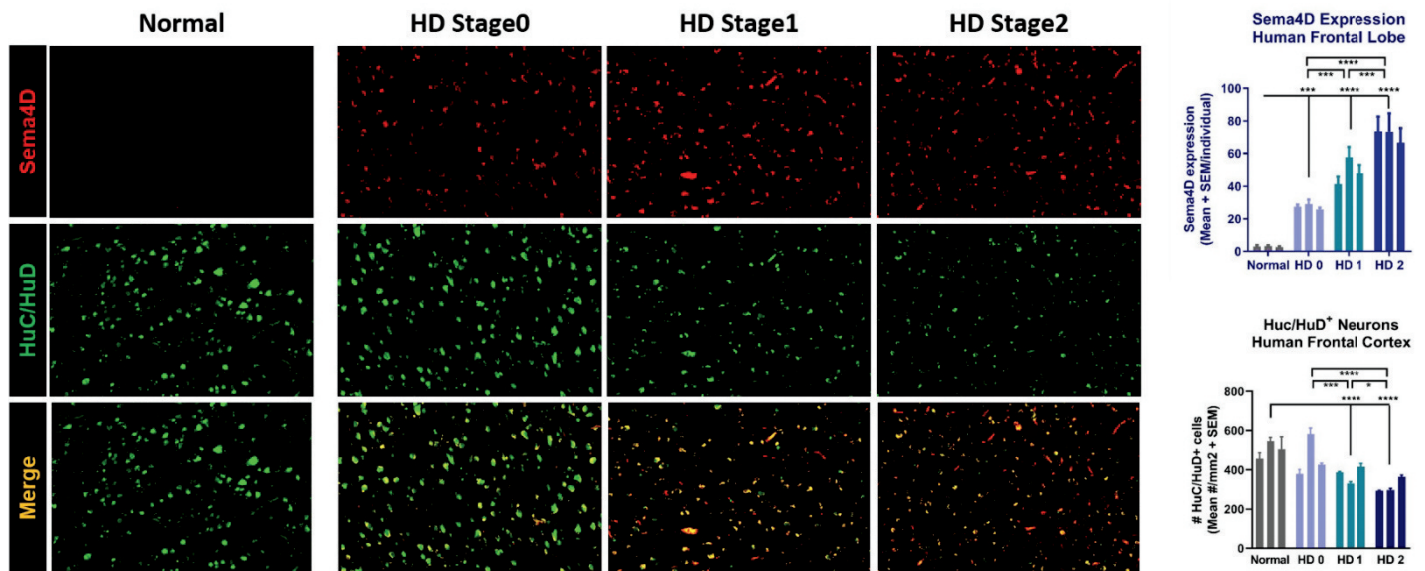 Normal
HD Stage0
HD Stage1
HD Stage2
Sema4D
HuC/HuD
Merge
Sema4D Expression
Human Frontal Lobe
****
*** ***
*** **** ****
Sema4D expression
(Mean + SEM/individual)
100
80
60
40
20
0
Normal HD 0 HD 1 HD 2
Huc/HuD+ Neurons
Human Frontal Cortex
****
*** *
**** ****
# HuC/HuD+ cells
(Mean #/mm2 + SEM)
800
600
400
200
0
Normal HD 0 HD 1 HD 2